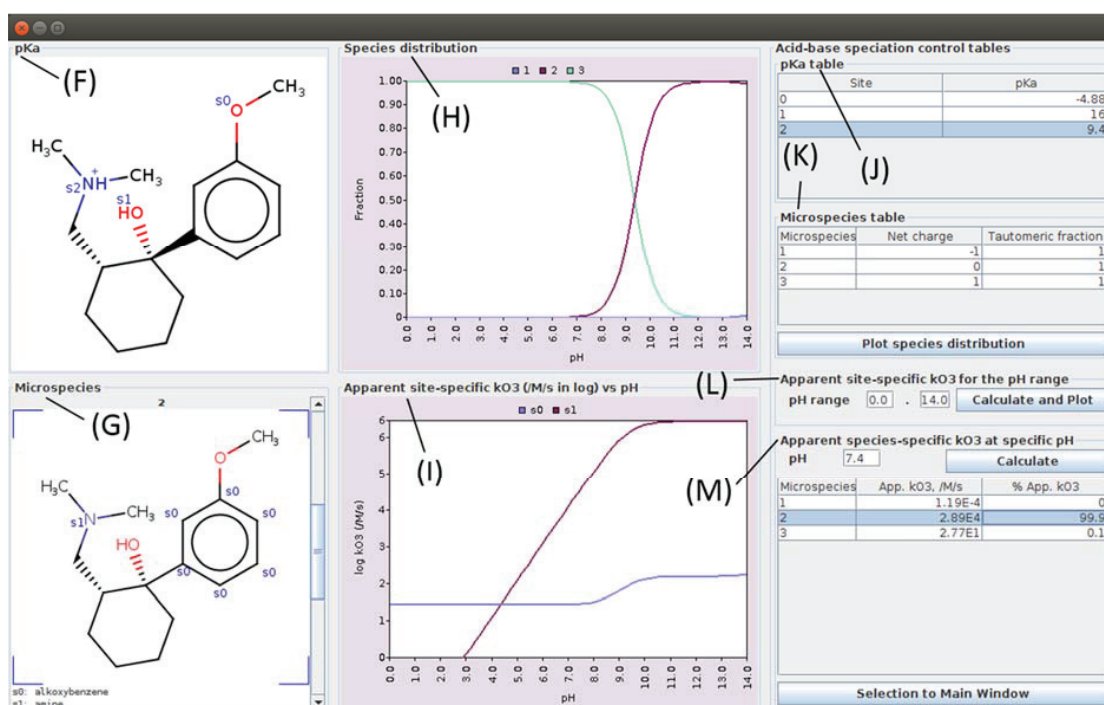 pKa
(F)
s0
O
CH₃
H₃C
NH+
CH₃
s2
s1
HO
Species distribution
1 2 3
(H)
1.00
0.90
0.80
0.70
0.60
0.50
0.40
0.30
0.20
0.10
0.00
Fraction
0.0 1.0 2.0 3.0 4.0 5.0 6.0 7.0 8.0 9.0 10.0 11.0 12.0 13.0 14.0
pH
Acid-base speciation control tables
pKa table
Site pKa
0 -4.88
1 16
2 9.4
(K)
(J)
Microspecies table
Microspecies Net charge Tautomeric fraction
1 -1 1
2 0 1
3 1 1
Plot species distribution
Microspecies
2
(G)
CH₃
O
s0
H₃C
N
s1
CH₃
HO
s0
s0
s0
s0
s0
s0: alkoxybenzene
s1: amine
Apparent site-specific kO3 (/M/s in log) vs pH
s0 s1
(I)
6
6
5
4
3
2
1
0
log kO3 (/M/s)
0.0 1.0 2.0 3.0 4.0 5.0 6.0 7.0 8.0 9.0 10.0 11.0 12.0 13.0 14.0
pH
(L)
Apparent site-specific kO3 for the pH range
pH range 0.0 . 14.0 Calculate and Plot
Apparent species-specific kO3 at specific pH
pH 7.4 Calculate
(M)
Microspecies App. kO3, /M/s % App. kO3
1 1.19E-4 0
2 2.89E4 99.9
3 2.77E1 0.1
Selection to Main Window